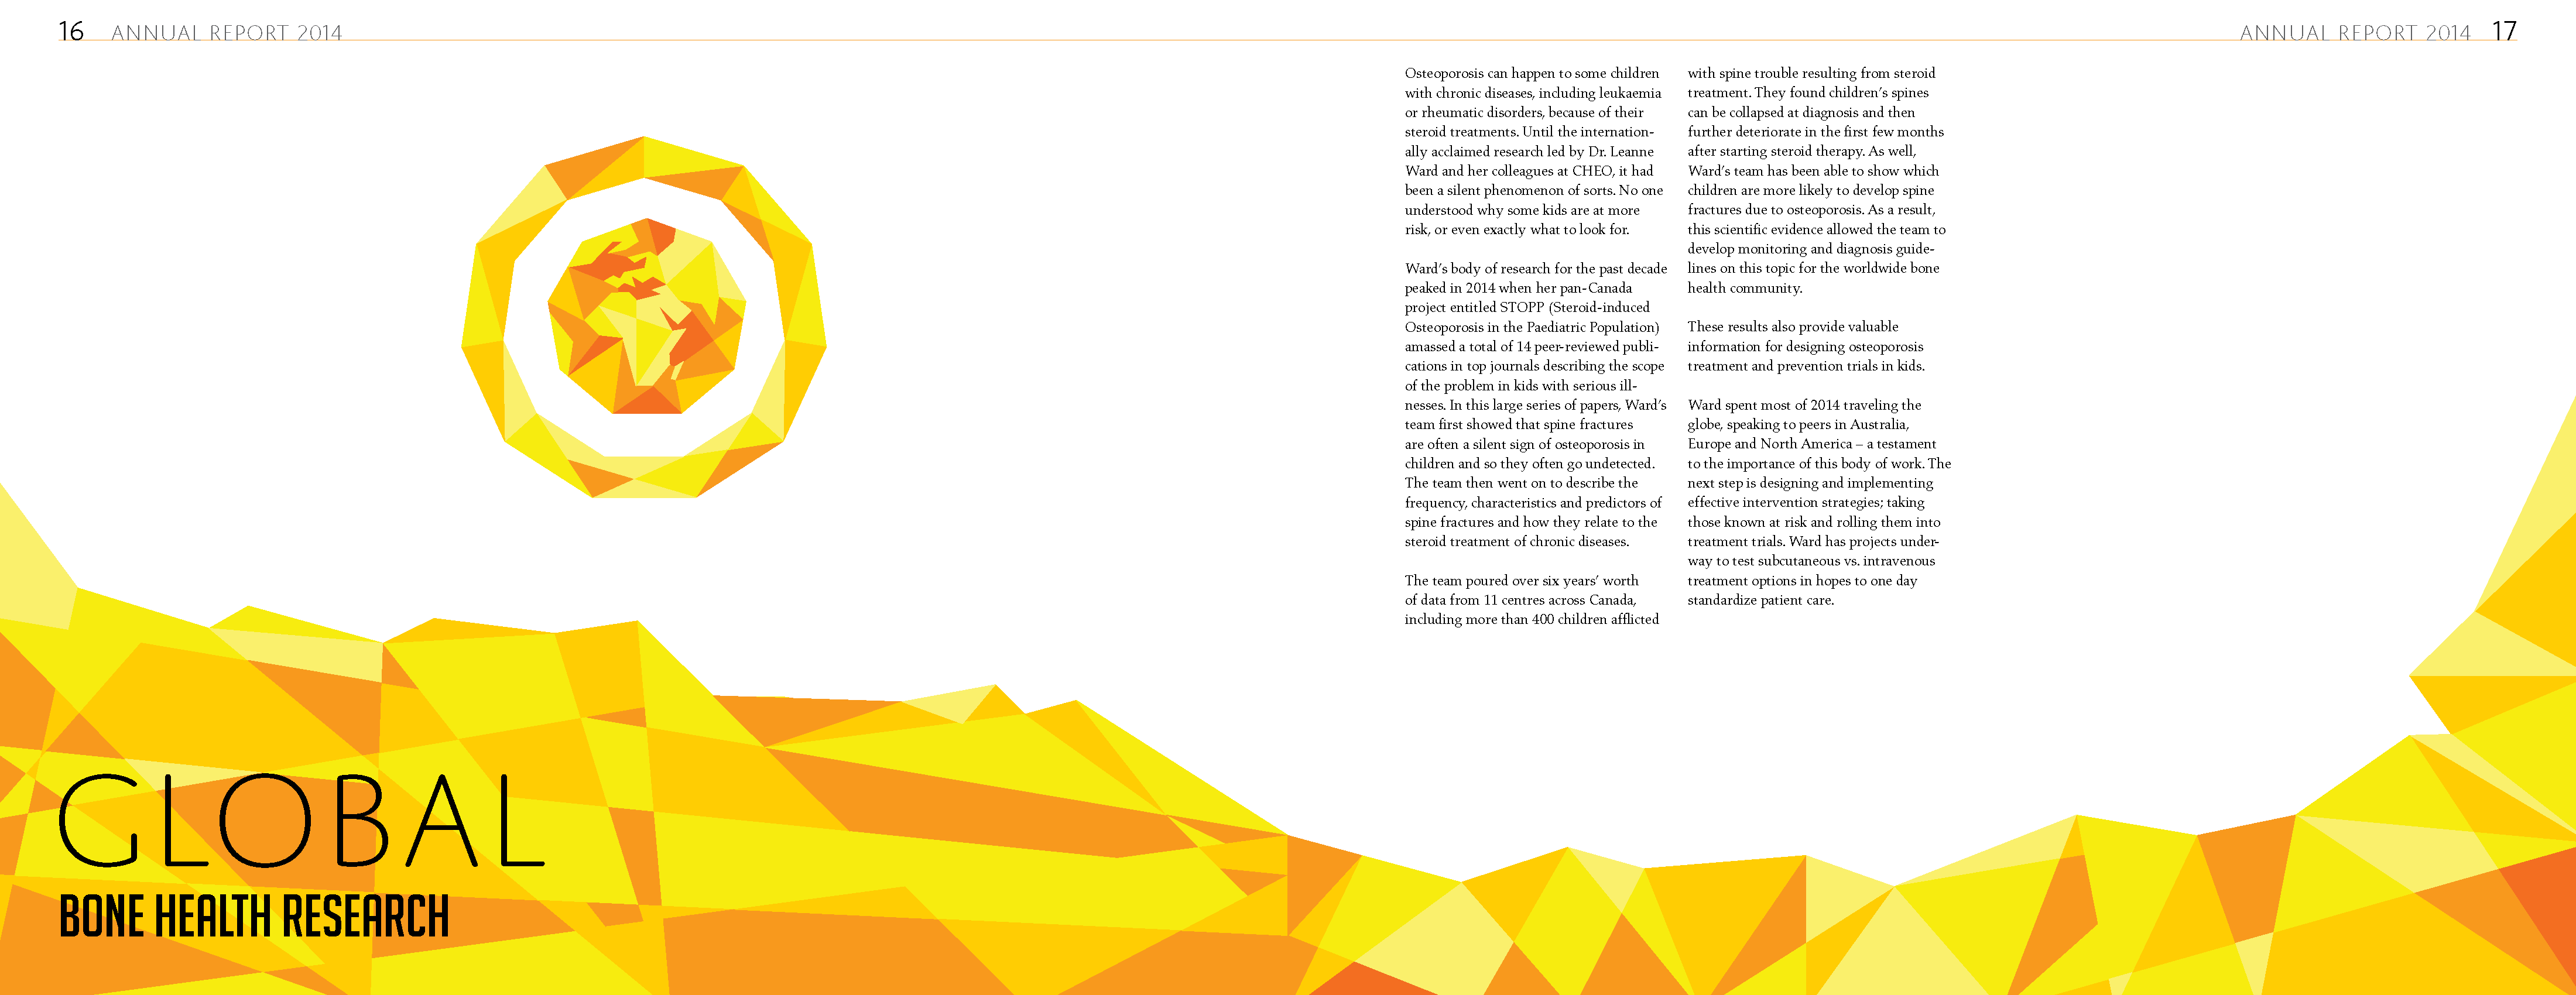 16 ANNUAL REPORT 2014
ANNUAL REPORT 2014 17
GLOBAL
BONE HEALTH RESEARCH
Osteoporosis can happen to some children
with chronic diseases, including leukaemia
or rheumatic disorders, because of their
steroid treatments. Until the internation-
ally acclaimed research led by Dr. Leanne
Ward and her colleagues at CHEO, it had
been a silent phenomenon of sorts. No one
understood why some kids are at more
risk, or even exactly what to look for.
Ward’s body of research for the past decade
peaked in 2014 when her pan-Canada
project entitled STOPP (Steroid-induced
Osteoporosis in the Paediatric Population)
amassed a total of 14 peer-reviewed publi-
cations in top journals describing the scope
of the problem in kids with serious ill-
nesses. In this large series of papers, Ward’s
team first showed that spine fractures
are often a silent sign of osteoporosis in
children and so they often go undetected.
The team then went on to describe the
frequency, characteristics and predictors of
spine fractures and how they relate to the
steroid treatment of chronic diseases.
The team poured over six years’ worth
of data from 11 centres across Canada,
including more than 400 children afflicted
with spine trouble resulting from steroid
treatment. They found children’s spines
can be collapsed at diagnosis and then
further deteriorate in the first few months
after starting steroid therapy. As well,
Ward’s team has been able to show which
children are more likely to develop spine
fractures due to osteoporosis. As a result,
this scientific evidence allowed the team to
develop monitoring and diagnosis guide-
lines on this topic for the worldwide bone
health community.
These results also provide valuable
information for designing osteoporosis
treatment and prevention trials in kids.
Ward spent most of 2014 traveling the
globe, speaking to peers in Australia,
Europe and North America – a testament
to the importance of this body of work. The
next step is designing and implementing
effective intervention strategies; taking
those known at risk and rolling them into
treatment trials. Ward has projects under-
way to test subcutaneous vs. intravenous
treatment options in hopes to one day
standardize patient care.